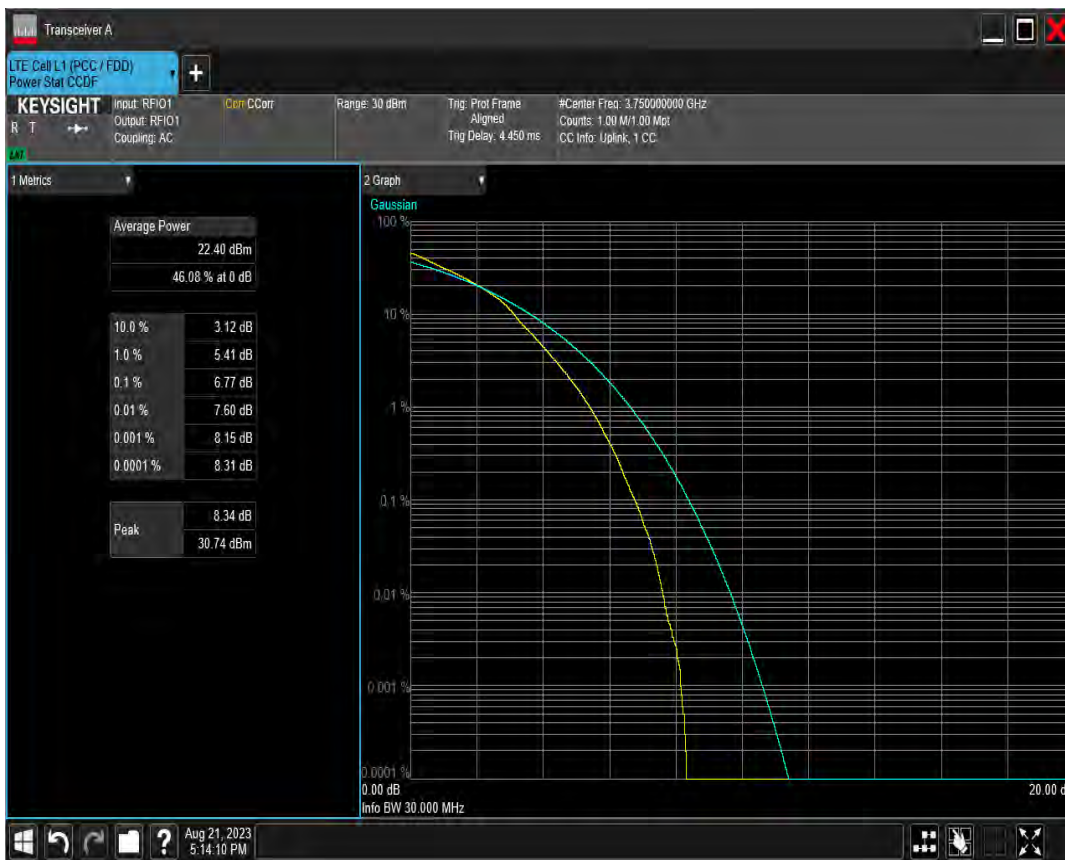 Transceiver A
LTE Cell L1 (PCC / FDD)
Power Stat CCDF
+
KEYSIGHT
R T
LNI
Input: RFIO1
Output: RFIO1
Coupling: AC
Corr CCorr
Range: 30 dBm
Trig: Prot Frame
Aligned
Trig Delay: 4.450 ms
#Center Freq: 3.750000000 GHz
Counts: 1.00 M/1.00 Mpt
CC Info: Uplink, 1 CC
1 Metrics
Average Power
22.40 dBm
46.08 % at 0 dB
10.0 % 3.12 dB
1.0 % 5.41 dB
0.1 % 6.77 dB
0.01 % 7.60 dB
0.001 % 8.15 dB
0.0001 % 8.31 dB
Peak
8.34 dB
30.74 dBm
2 Graph
Gaussian
100 %
10 %
1 %
0.1 %
0.01 %
0.001 %
0.0001 %
0.00 dB 20.00 d
Info BW 30.000 MHz
?
Aug 21, 2023
5:14:10 PM